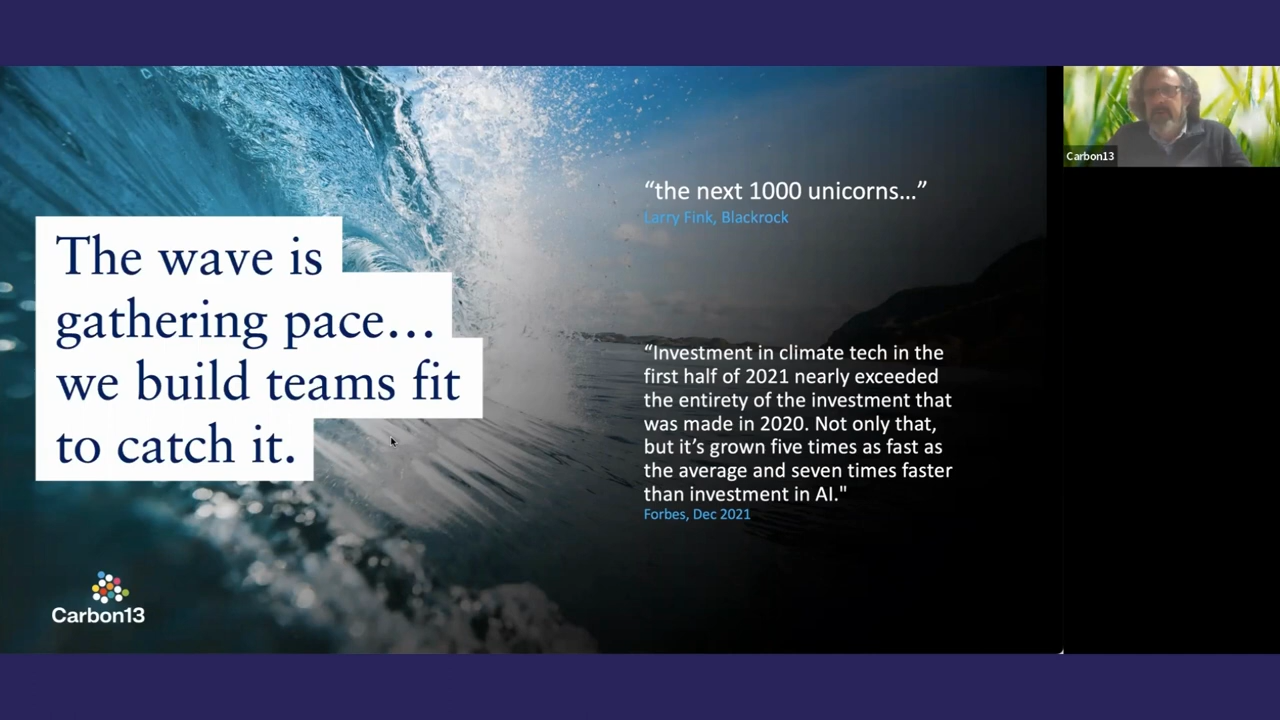 The wave is
gathering pace…
we build teams fit
to catch it.
“the next 1000 unicorns…”
Larry Fink, Blackrock
“Investment in climate tech in the
first half of 2021 nearly exceeded
the entirety of the investment that
was made in 2020. Not only that,
but it’s grown five times as fast as
the average and seven times faster
than investment in AI."
Forbes, Dec 2021
Carbon13
Carbon13